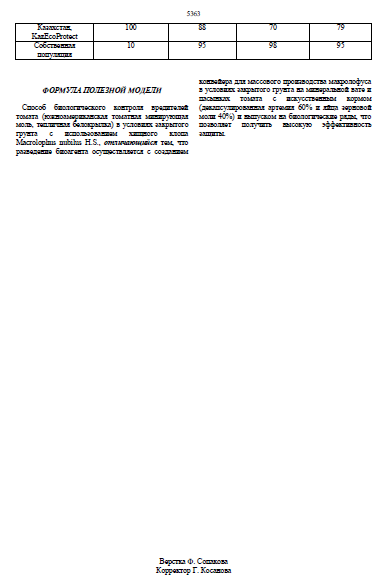 5363
Казахстан, KazEcoProtect 100 88 70 79
Собственная популяция 10 95 98 95
ФОРМУЛА ПОЛЕЗНОЙ МОДЕЛИ
Способ биологического контроля вредителей
томата (южноамериканская томатная минирующая
моль, тепличная белокрылка) в условиях закрытого
грунта с использованием хищного клопа
Macrolophus nubilus H.S., отличающийся тем, что
разведение биоагента осуществляется с созданием
конвейера для массового производства макролофуса
в условиях закрытого грунта на минеральной вате и
пасынках томата с искусственным кормом
(декапсулированная артемия 60% и яйца зерновой
моли 40%) и выпуском на биологические ряды, что
позволяет получить высокую эффективность
защиты.
Верстка Ф. Сопакова
Корректор Г. Косанова